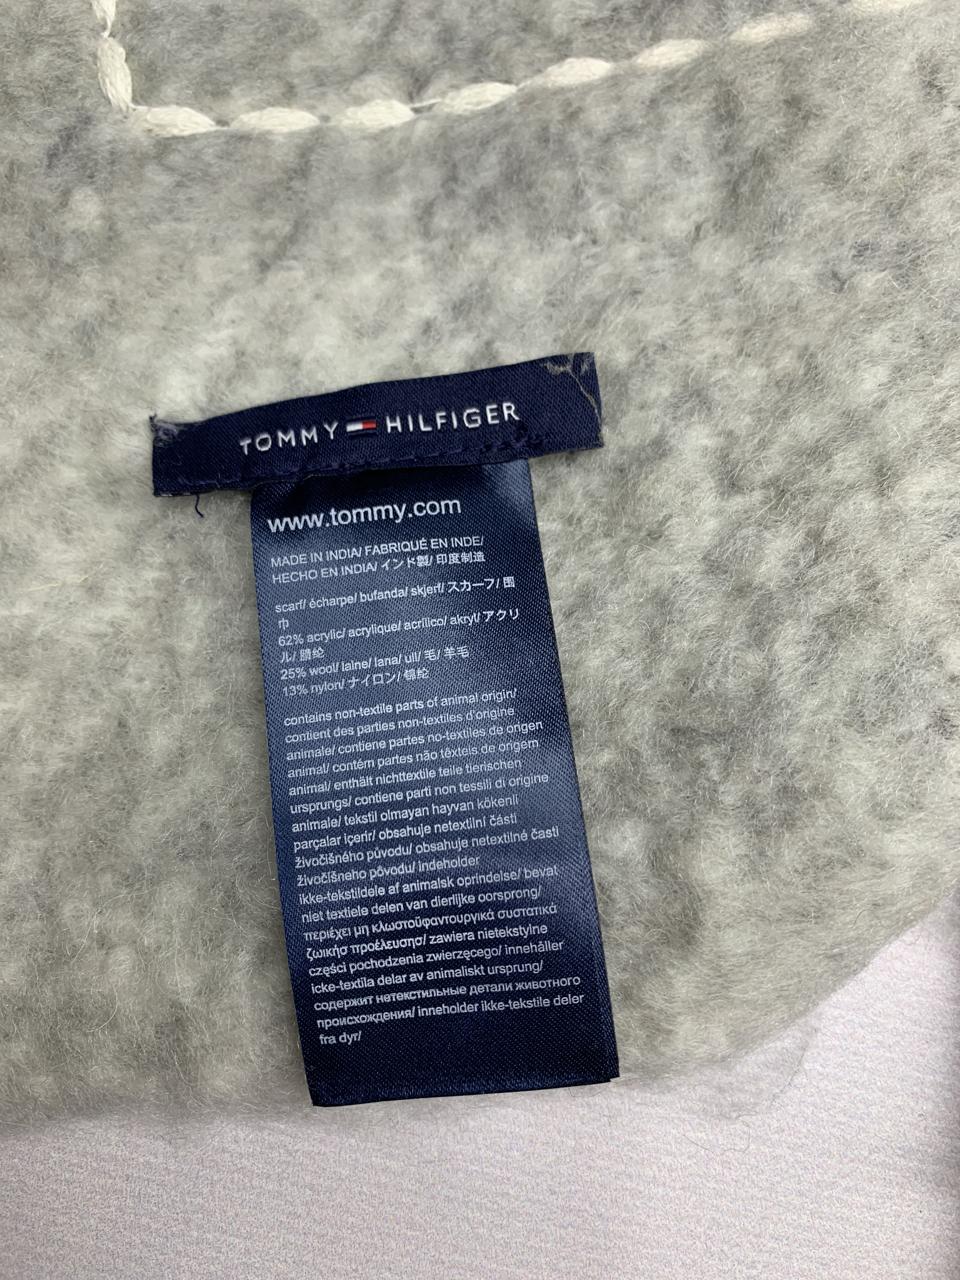 TOMMY HILFIGER
www.tommy.com
MADE IN INDIA/ FABRIQUÉ EN INDE/
HECHO EN INDIA/ インド製/ 印度制造
scarf/ écharpe/ bufanda/ skjerf/ スカーフ/ 围
巾
62% acrylic/ acrylique/ acrílico/ akryl/ アクリ
ル/ 腈纶
25% wool/ laine/ lana/ ull/ 毛/ 羊毛
13% nylon/ ナイロン/ 锦纶
contains non-textile parts of animal origin/
contient des parties non-textiles d'origine
animale/ contiene partes no-textiles de origen
animal/ contém partes não têxteis de origem
animal/ enthält nichttextile teile tierischen
ursprungs/ contiene parti non tessili di origine
animale/ tekstil olmayan hayvan kökenli
parçalar içerir/ obsahuje netextilní části
živočišného původu/ obsahuje netextilné časti
živočíšneho pôvodu/ indeholder
ikke-tekstildele af animalsk oprindelse/ bevat
niet textiele delen van dierlijke oorsprong/
περιέχει μη κλωστοϋφαντουργικά συστατικά
ζωικήσ προέλευσησ/ zawiera nietekstylne
części pochodzenia zwierzęcego/ innehåller
icke-textila delar av animaliskt ursprung/
содержит нетекстильные детали животного
происхождения/ inneholder ikke-tekstile deler
fra dyr/